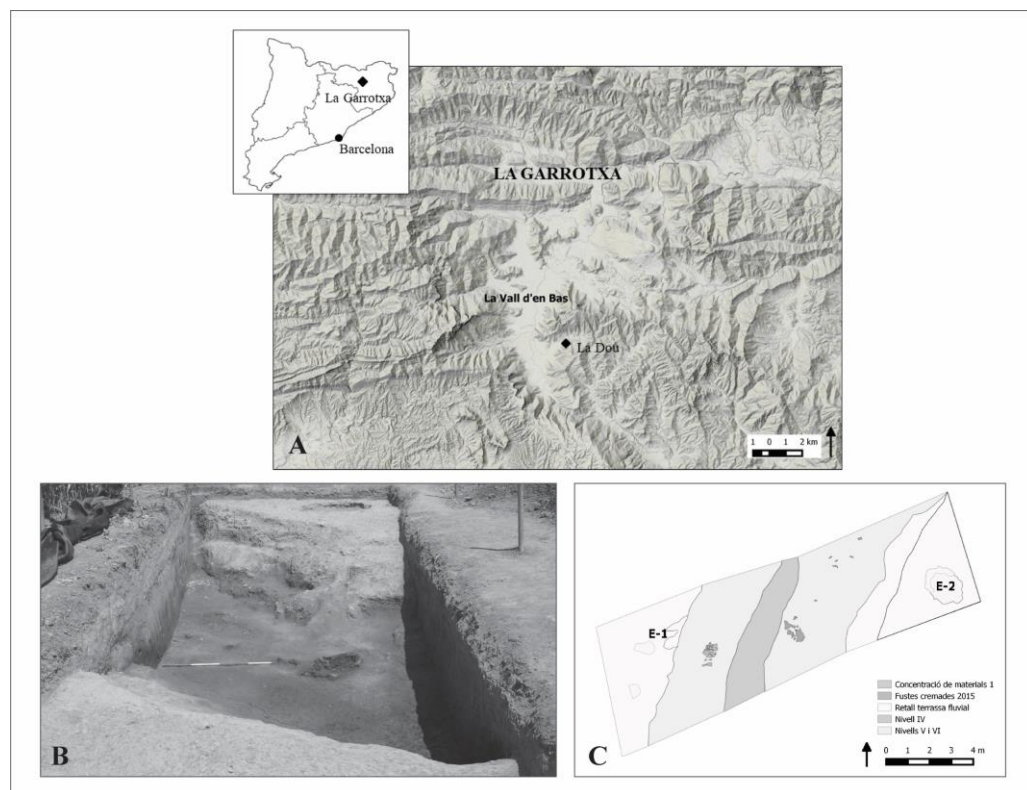 La Garrotxa
Barcelona
LA GARROTXA
La Vall d'en Bas
La Dou
A
1 0 1 2 km
B
E-1
E-2
Concentració de materials 1
Fustes cremades 2015
Retall terrassa fluvial
Nivell IV
Nivells V i VI
C
0 1 2 3 4 m